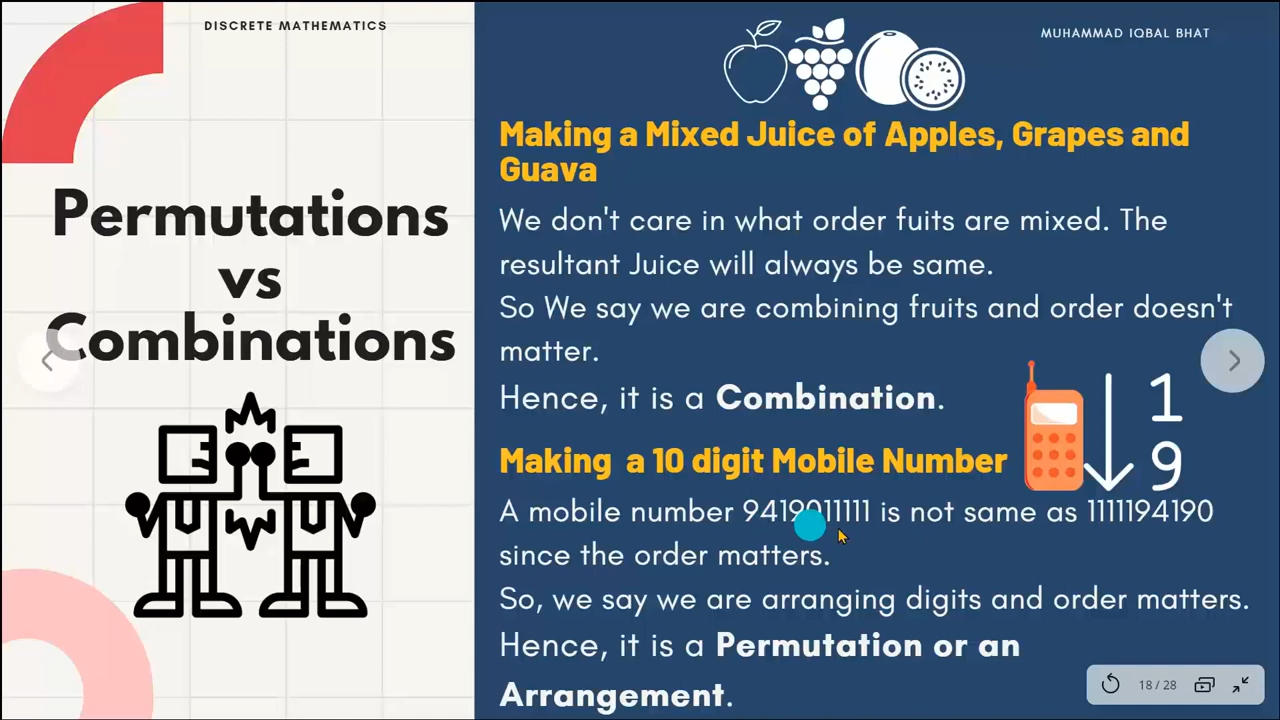 DISCRETE MATHEMATICS
MUHAMMAD IQBAL BHAT
Permutations
vs
Combinations
Making a Mixed Juice of Apples, Grapes and
Guava
We don't care in what order fuits are mixed. The
resultant Juice will always be same.
So We say we are combining fruits and order doesn't
matter.
Hence, it is a Combination.
1
9
Making a 10 digit Mobile Number
A mobile number 9419011111 is not same as 1111194190
since the order matters.
So, we say we are arranging digits and order matters.
Hence, it is a Permutation or an
Arrangement.
18 / 28